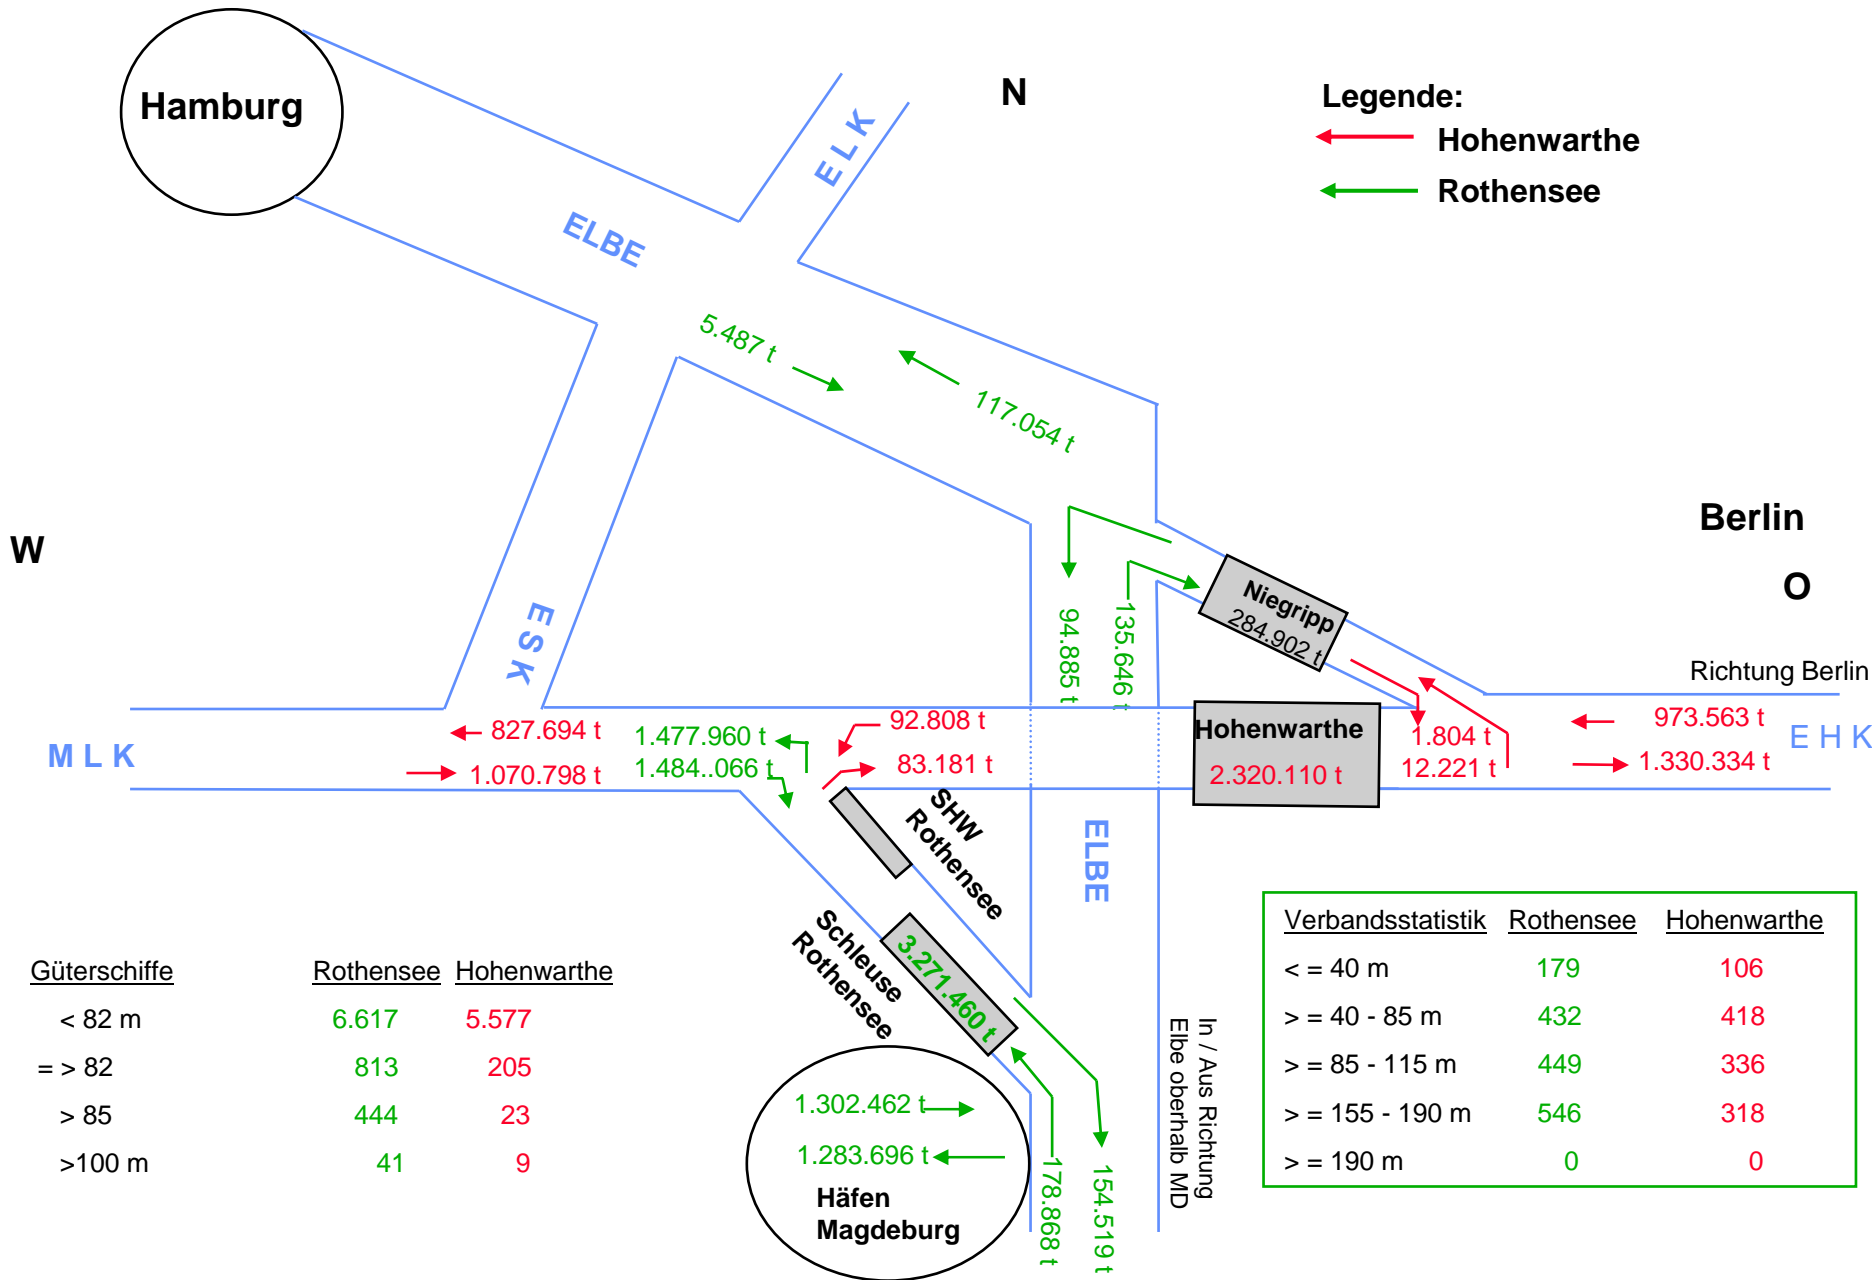 Hamburg
N
Legende:
Hohenwarthe
Rothensee
ELK
ELBE
5.487 t
117.054 t
W
Berlin
O
Niegripp
284.902 t
94.885 t
135.646 t
ESK
Richtung Berlin
MLK
827.694 t
1.070.798 t
1.477.960 t
1.484..066 t
92.808 t
83.181 t
Hohenwarthe
2.320.110 t
1.804 t
12.221 t
973.563 t
1.330.334 t
EHK
SHW
Rothensee
ELBE
Schleuse
Rothensee
3.271.460 t
In / Aus Richtung
Elbe oberhalb MD
1.302.462 t
1.283.696 t
Häfen
Magdeburg
178.868 t
154.519 t
Güterschiffe Rothensee Hohenwarthe
< 82 m 6.617 5.577
= > 82 813 205
> 85 444 23
>100 m 41 9
Verbandsstatistik Rothensee Hohenwarthe
< = 40 m 179 106
> = 40 - 85 m 432 418
> = 85 - 115 m 449 336
> = 155 - 190 m 546 318
> = 190 m 0 0